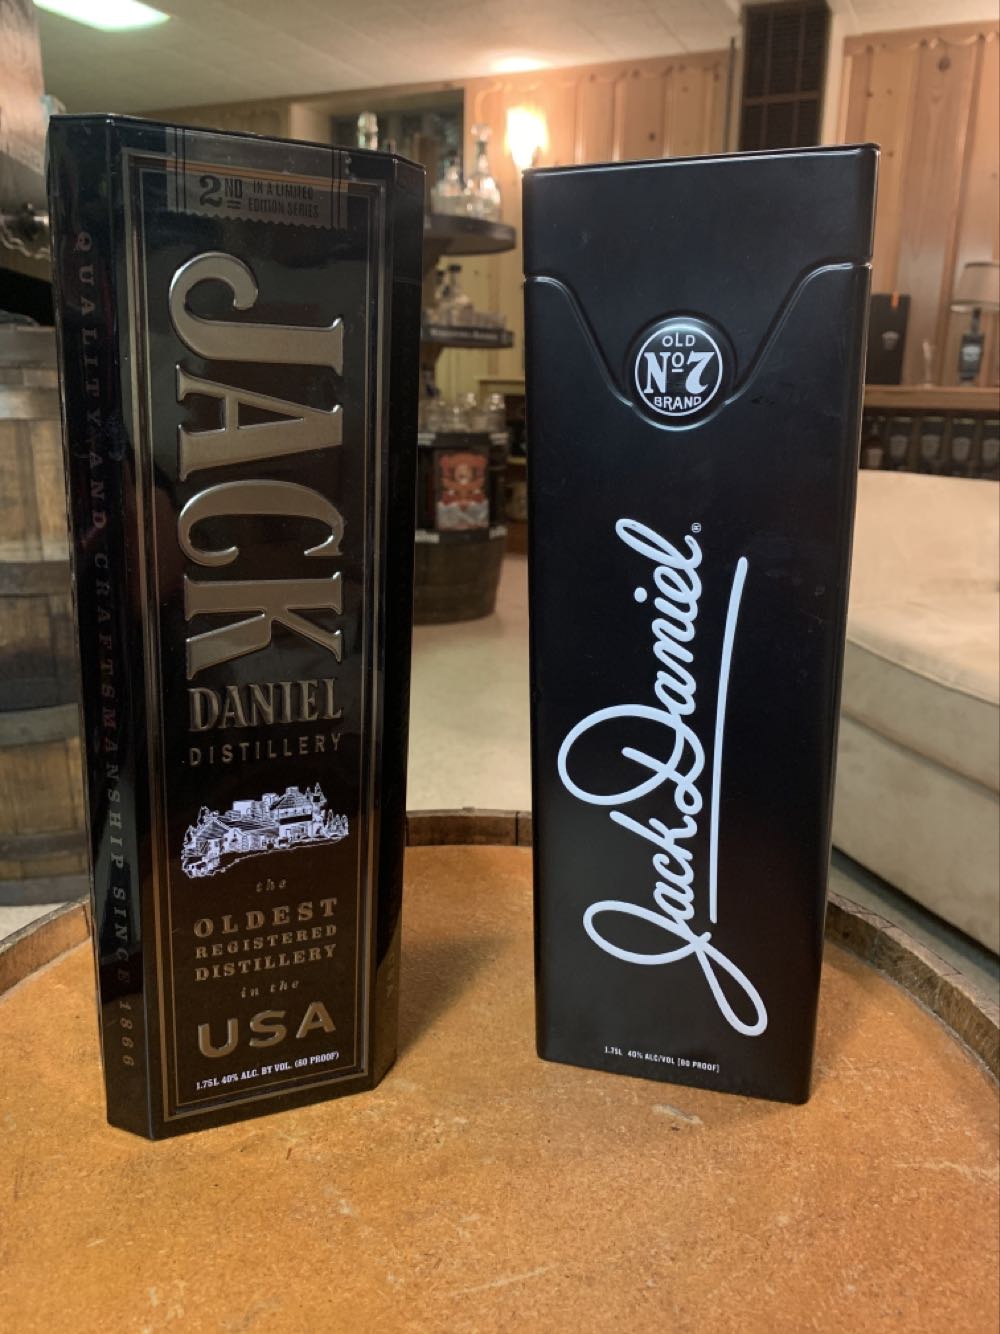 2ND IN A LIMITED
EDITION SERIES
JACK
DANIEL
DISTILLERY
the
OLDEST
REGISTERED
DISTILLERY
in the
USA
1.75L 40% ALC. BY VOL. (80 PROOF)
QUALITY AND CRAFTSMANSHIP SINCE 1866
OLD
Nº7
BRAND
Jack Daniel®
1.75L 40% ALC/VOL [80 PROOF]